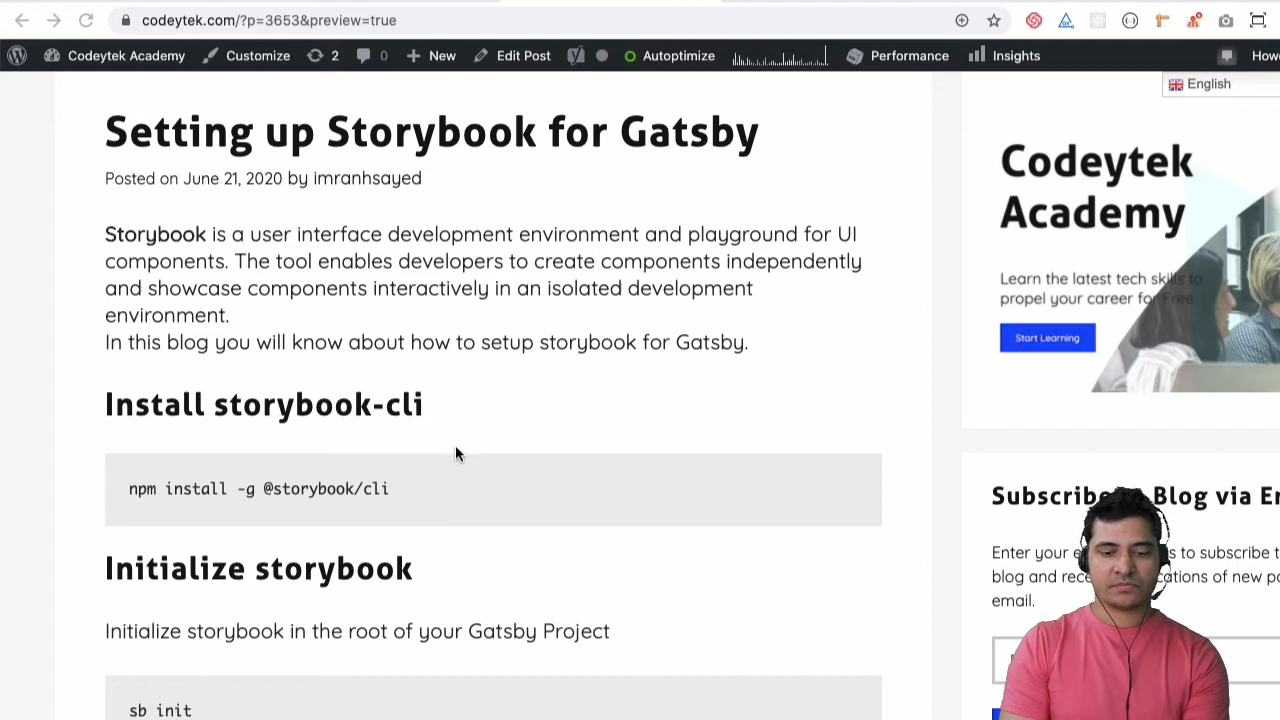 codeytek.com/?p=3653&preview=true
Codeytek Academy
Customize
2
0
New
Edit Post
Autoptimize
Performance
Insights
How
English
Setting up Storybook for Gatsby
Posted on June 21, 2020 by imranhsayed
Storybook is a user interface development environment and playground for UI
components. The tool enables developers to create components independently
and showcase components interactively in an isolated development
environment.
In this blog you will know about how to setup storybook for Gatsby.
Install storybook-cli
npm install -g @storybook/cli
Initialize storybook
Initialize storybook in the root of your Gatsby Project
sb init
Codeytek
Academy
Learn the latest tech skills to
propel your career for Free
Start Learning
Subscribe Blog via
Enter your to subscribe
blog and of new
email.